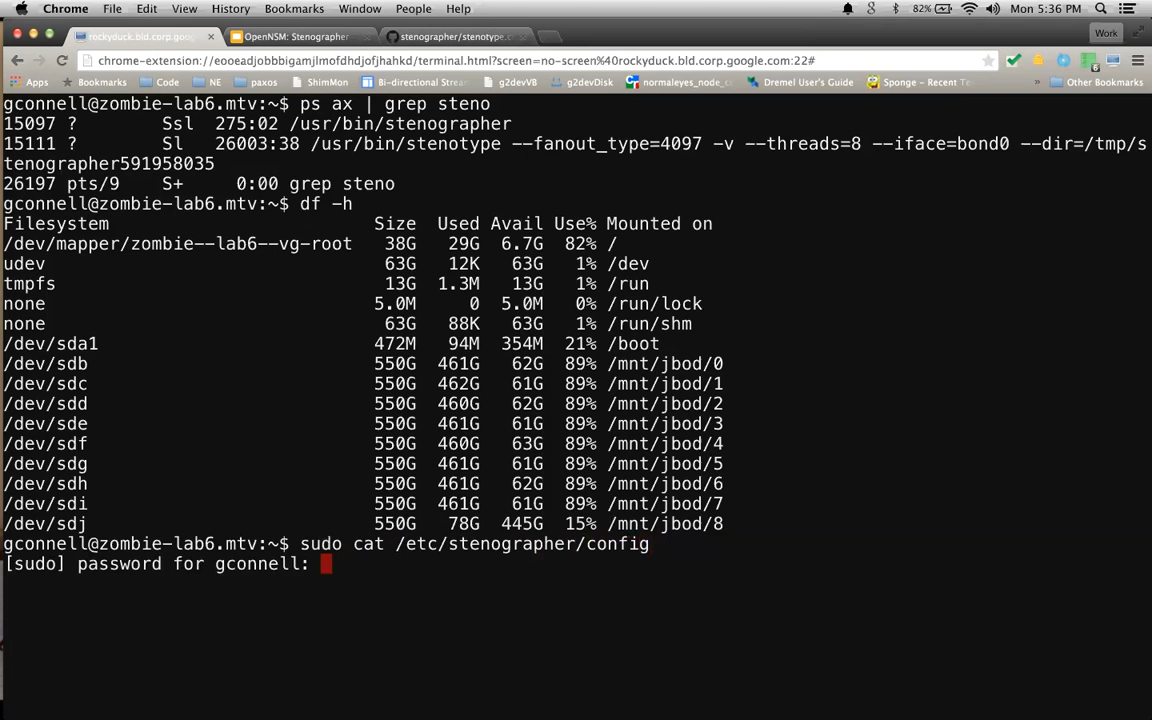 Chrome File Edit View History Bookmarks Window People Help 82% Mon 5:36 PM
rockyduck.bld.corp.goog OpenNSM: Stenographer stenographer/stenotype.c Work
chrome-extension://eooeadjobbbigamjlmofdhdjofjhahkd/terminal.html?screen=no-screen%40rockyduck.bld.corp.google.com:22#
Apps Bookmarks Code NE paxos ShimMon Bi-directional Strea g2devVB g2devDisk normaleyes_node_c Dremel User's Guide Sponge - Recent Te » Other Bookmarks
gconnell@zombie-lab6.mtv:~$ ps ax | grep steno
15097 ? Ssl 275:02 /usr/bin/stenographer
15111 ? Sl 26003:38 /usr/bin/stenotype --fanout_type=4097 -v --threads=8 --iface=bond0 --dir=/tmp/s
tenographer591958035
26197 pts/9 S+ 0:00 grep steno
gconnell@zombie-lab6.mtv:~$ df -h
Filesystem Size Used Avail Use% Mounted on
/dev/mapper/zombie--lab6--vg-root 38G 29G 6.7G 82% /
udev 63G 12K 63G 1% /dev
tmpfs 13G 1.3M 13G 1% /run
none 5.0M 0 5.0M 0% /run/lock
none 63G 88K 63G 1% /run/shm
/dev/sda1 472M 94M 354M 21% /boot
/dev/sdb 550G 461G 62G 89% /mnt/jbod/0
/dev/sdc 550G 462G 61G 89% /mnt/jbod/1
/dev/sdd 550G 460G 62G 89% /mnt/jbod/2
/dev/sde 550G 461G 61G 89% /mnt/jbod/3
/dev/sdf 550G 460G 63G 89% /mnt/jbod/4
/dev/sdg 550G 461G 61G 89% /mnt/jbod/5
/dev/sdh 550G 461G 62G 89% /mnt/jbod/6
/dev/sdi 550G 461G 61G 89% /mnt/jbod/7
/dev/sdj 550G 78G 445G 15% /mnt/jbod/8
gconnell@zombie-lab6.mtv:~$ sudo cat /etc/stenographer/config
[sudo] password for gconnell: